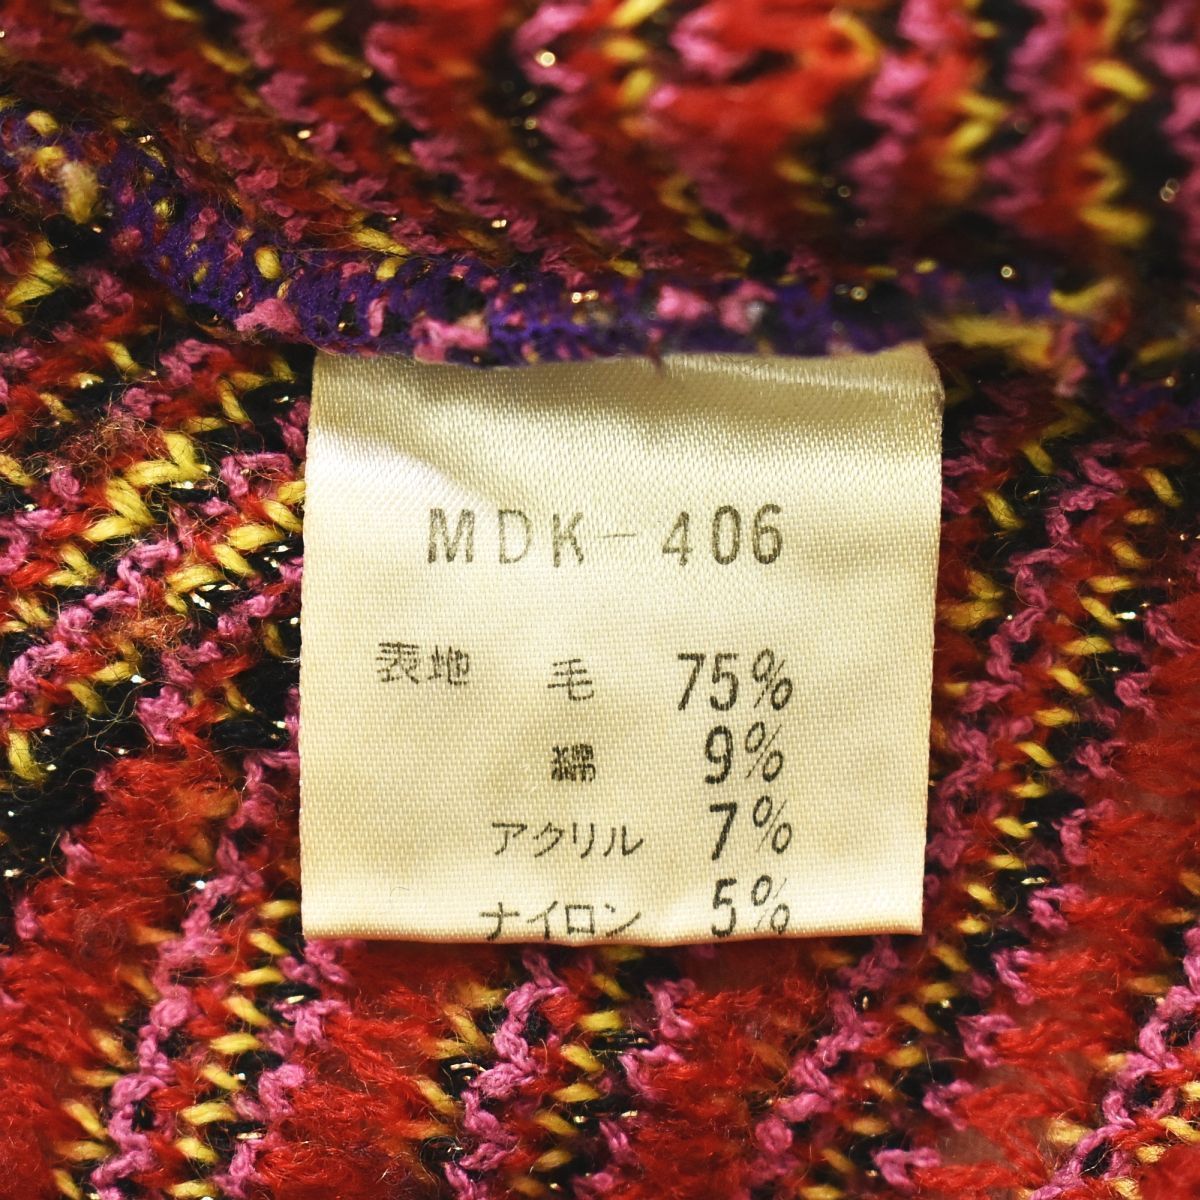 MDK-406
表地 毛 75%
綿 9%
アクリル 7%
ナイロン 5%